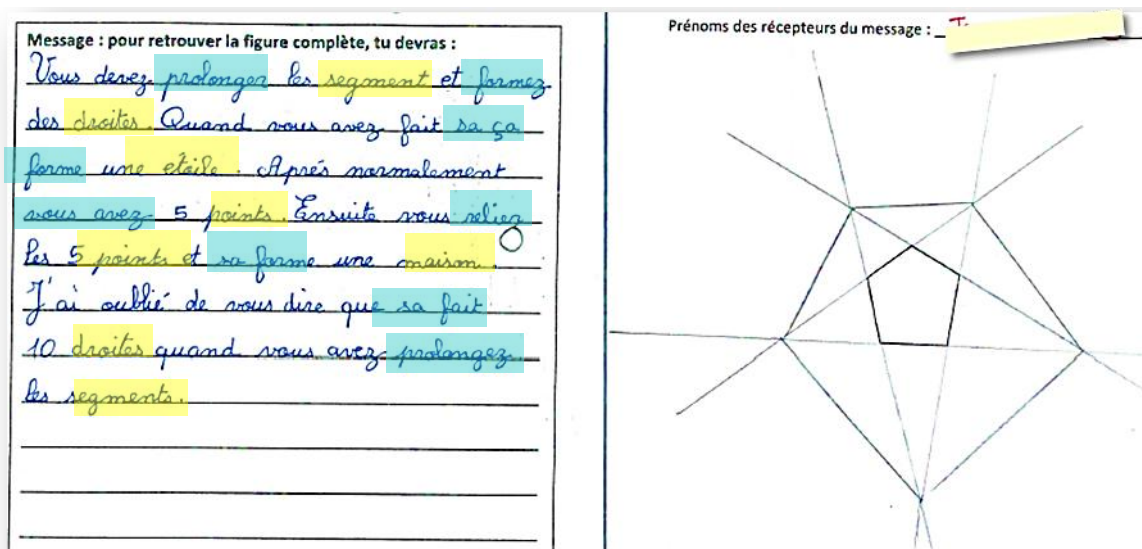 Message : pour retrouver la figure complète, tu devras :
Vous devez prolonger les segment et formez
des droites. Quand vous avez fait sa ça
forme une étoile. Aprés normalement
vous avez 5 points. Ensuite vous reliez
les 5 points et sa forme une maison.
J'ai oublié de vous dire que sa fait
10 droites quand vous avez prolongez
les segments.
Prénoms des récepteurs du message :